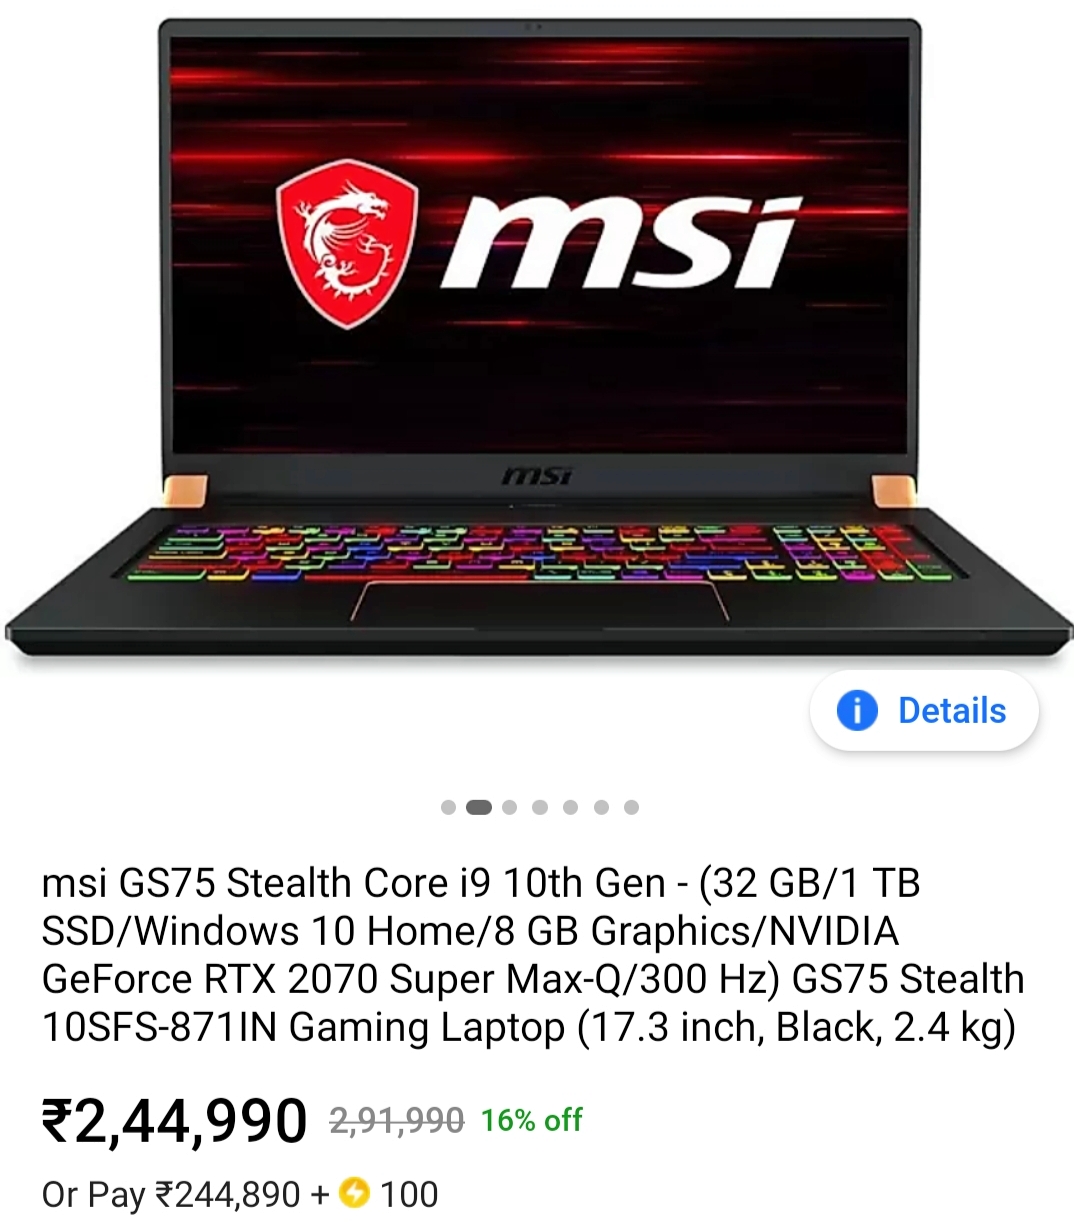 msi
msi
Details
msi GS75 Stealth Core i9 10th Gen - (32 GB/1 TB
SSD/Windows 10 Home/8 GB Graphics/NVIDIA
GeForce RTX 2070 Super Max-Q/300 Hz) GS75 Stealth
10SFS-871IN Gaming Laptop (17.3 inch, Black, 2.4 kg)
₹2,44,990 2,91,990 16% off
Or Pay ₹244,890 + 100